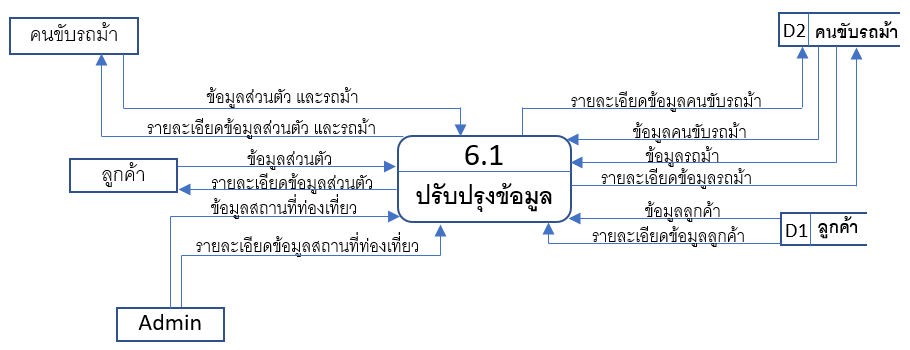 คนขับรถม้า
D2 คนขับรถม้า
ข้อมูลส่วนตัว และรถม้า
รายละเอียดข้อมูลคนขับรถม้า
รายละเอียดข้อมูลส่วนตัว และรถม้า
ข้อมูลคนขับรถม้า
6.1
ปรับปรุงข้อมูล
ข้อมูลส่วนตัว
ข้อมูลรถม้า
ลูกค้า
รายละเอียดข้อมูลส่วนตัว
รายละเอียดข้อมูลรถม้า
ข้อมูลสถานที่ท่องเที่ยว
ข้อมูลลูกค้า
D1 ลูกค้า
รายละเอียดข้อมูลสถานที่ท่องเที่ยว
รายละเอียดข้อมูลลูกค้า
Admin